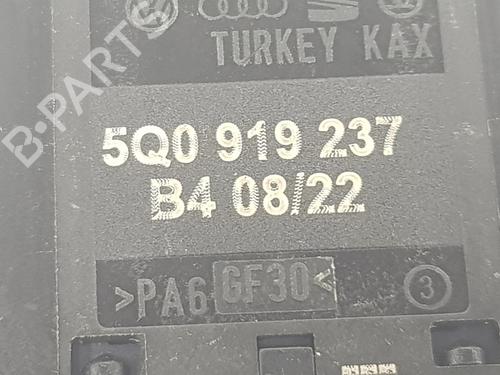 TURKEY KAX
5Q0 919 237
B4 08/22
>PA6 GF30<
3
B-PARTS